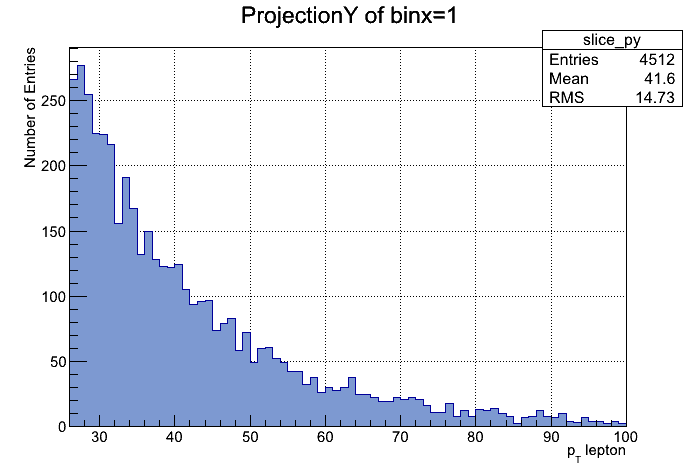 ProjectionY of binx=1
slice_py
Entries 4512
Mean 41.6
RMS 14.73
Number of Entries
250
200
150
100
50
0
30 40 50 60 70 80 90 100
p_T lepton